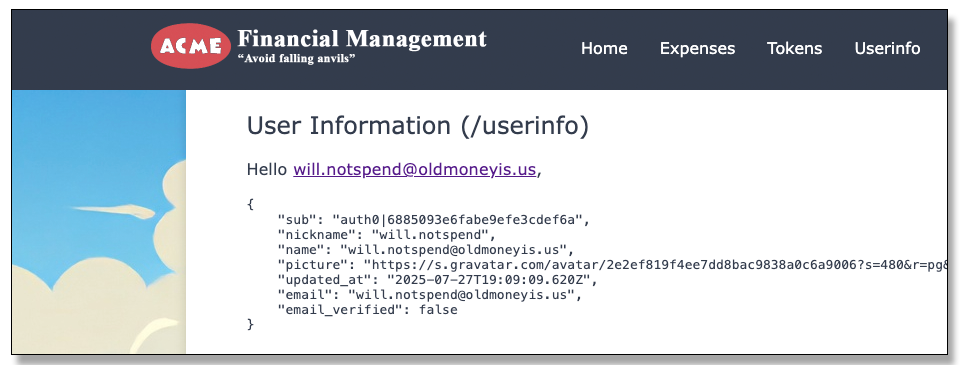 ACME Financial Management
“Avoid falling anvils”
Home Expenses Tokens Userinfo
User Information (/userinfo)
Hello will.notspend@oldmoneyis.us,
{
    "sub": "auth0|6885093e6fabe9efe3cdef6a",
    "nickname": "will.notspend",
    "name": "will.notspend@oldmoneyis.us",
    "picture": "https://s.gravatar.com/avatar/2e2ef819f4ee7dd8bac9838a0c6a9006?s=480&r=pg&
    "updated_at": "2025-07-27T19:09:09.620Z",
    "email": "will.notspend@oldmoneyis.us",
    "email_verified": false
}